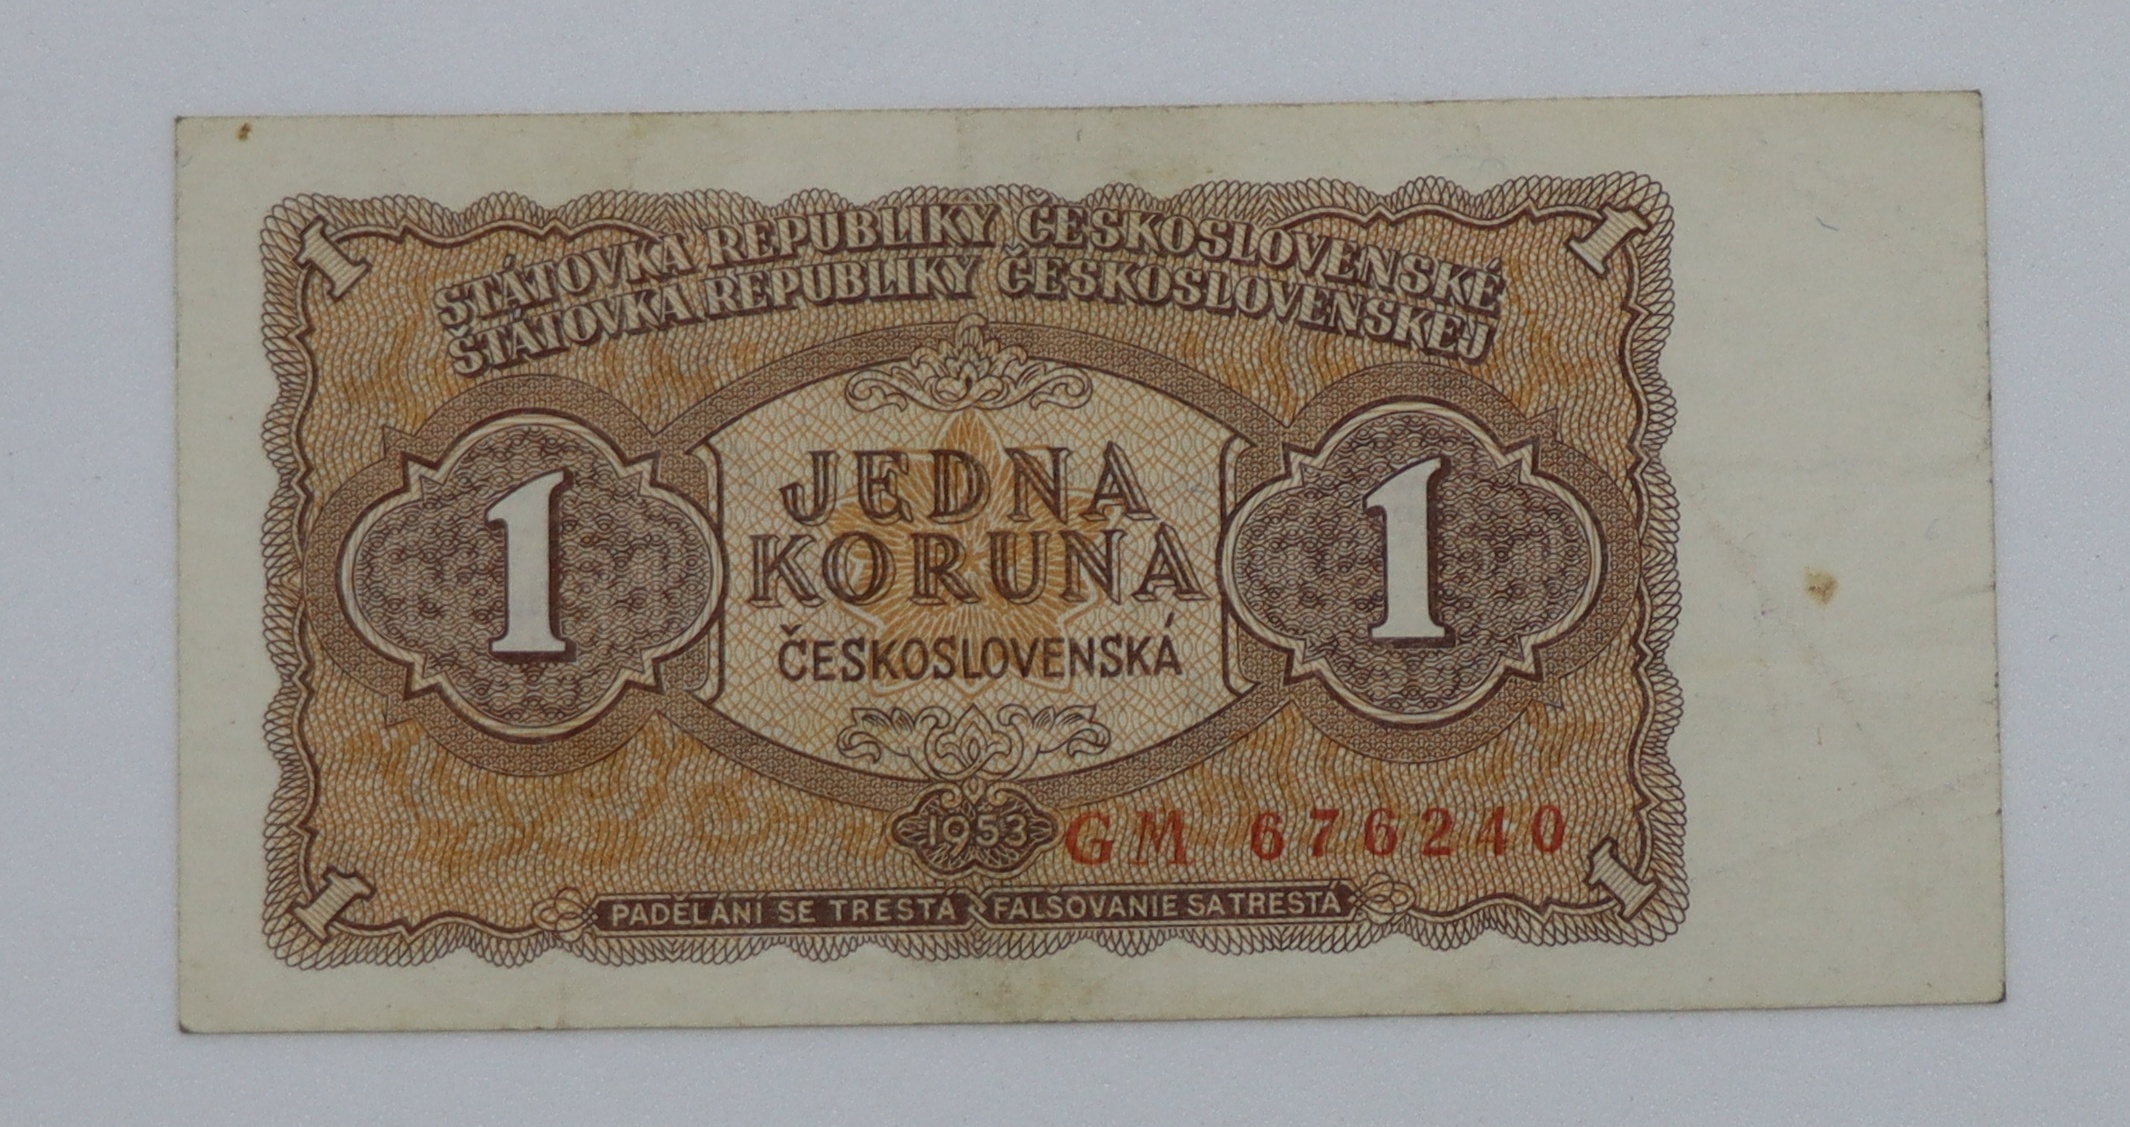 1 1
STÁTOVKA REPUBLIKY ČESKOSLOVENSKÉ
ŠTÁTOVKA REPUBLIKY ČESKOSLOVENSKEJ
1 1
JEDNA
KORUNA
ČESKOSLOVENSKÁ
1953 GM 676240
1 1
PADĚLÁNÍ SE TRESTÁ FALŠOVANIE SA TRESTÁ